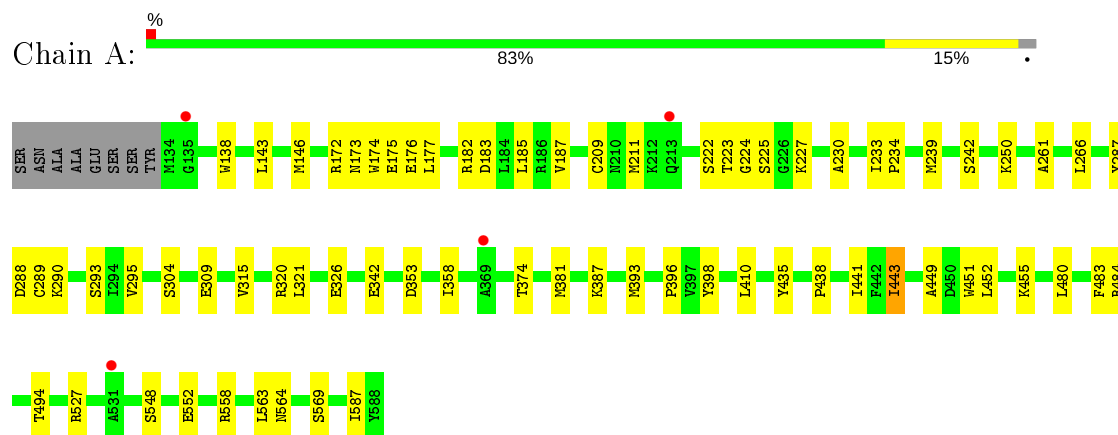 %
Chain A:
83% 15% •
SER ASN ALA ALA GLU SER SER TYR M134 G135 W138 L143 M146 R172 N173 W174 E175 E176 L177 R182 D183 L184 L185 R186 V187 C209 N210 M211 K212 Q213 S222 T223 G224 S225 G226 K227 A230 I233 P234 M239 S242 K250 A261 L266 Y287
D288 C289 K290 S293 I294 V295 S304 E309 V315 R320 L321 E326 E342 D353 I358 A369 T374 M381 K387 M393 P396 V397 Y398 L410 Y435 P438 I441 F442 I443 A449 D450 W451 L452 K455 L480 F483
T494 R527 A531 S548 E552 R558 L563 N564 S569 I587 Y588